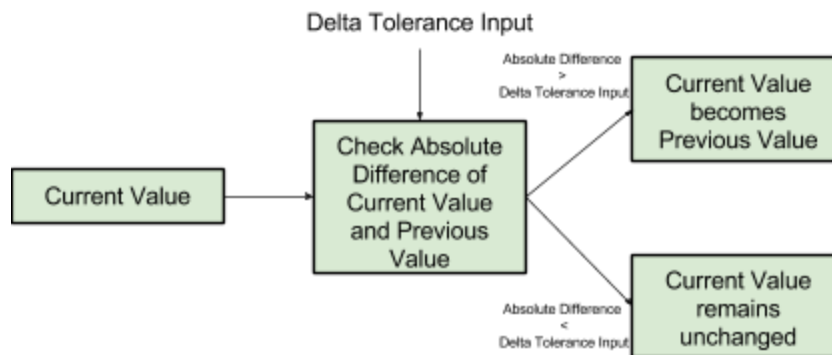 Delta Tolerance Input
Absolute Difference
>
Delta Tolerance Input
Current Value
becomes
Previous Value
Check Absolute
Difference of
Current Value
and Previous
Value
Current Value
Absolute Difference
<
Delta Tolerance Input
Current Value
remains
unchanged